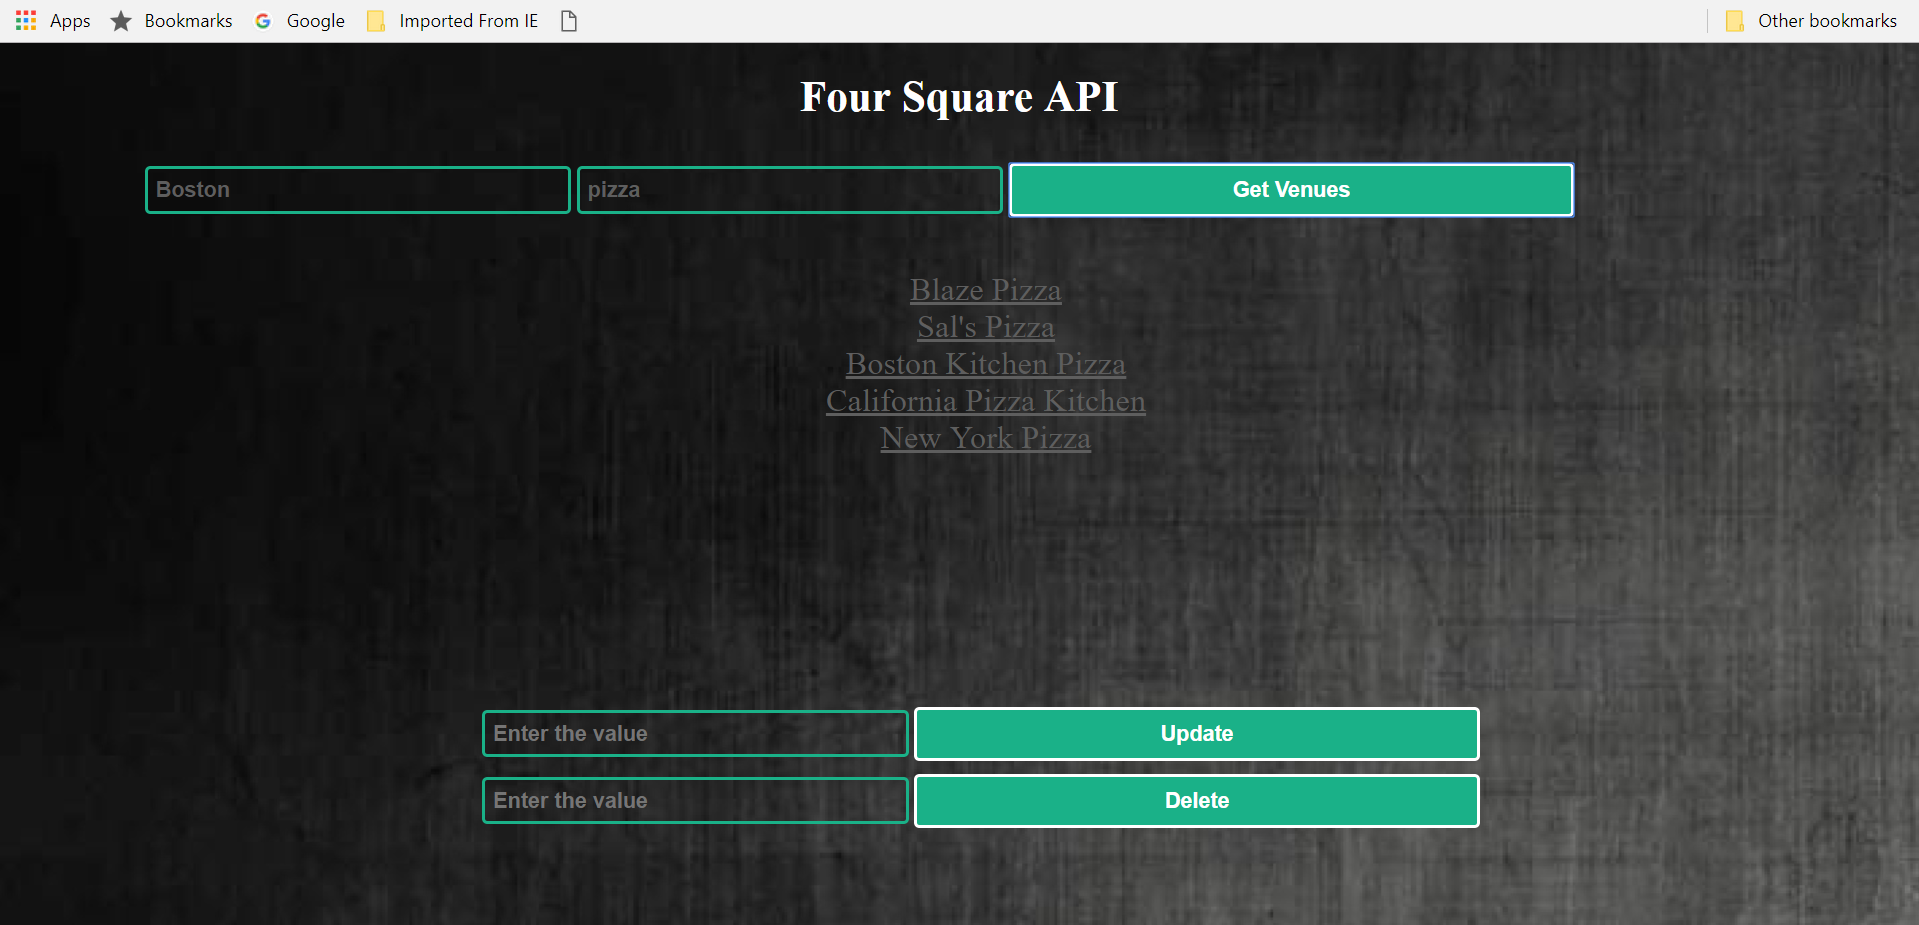 Apps Bookmarks Google Imported From IE Other bookmarks
Four Square API
Boston pizza Get Venues
Blaze Pizza
Sal's Pizza
Boston Kitchen Pizza
California Pizza Kitchen
New York Pizza
Enter the value Update
Enter the value Delete